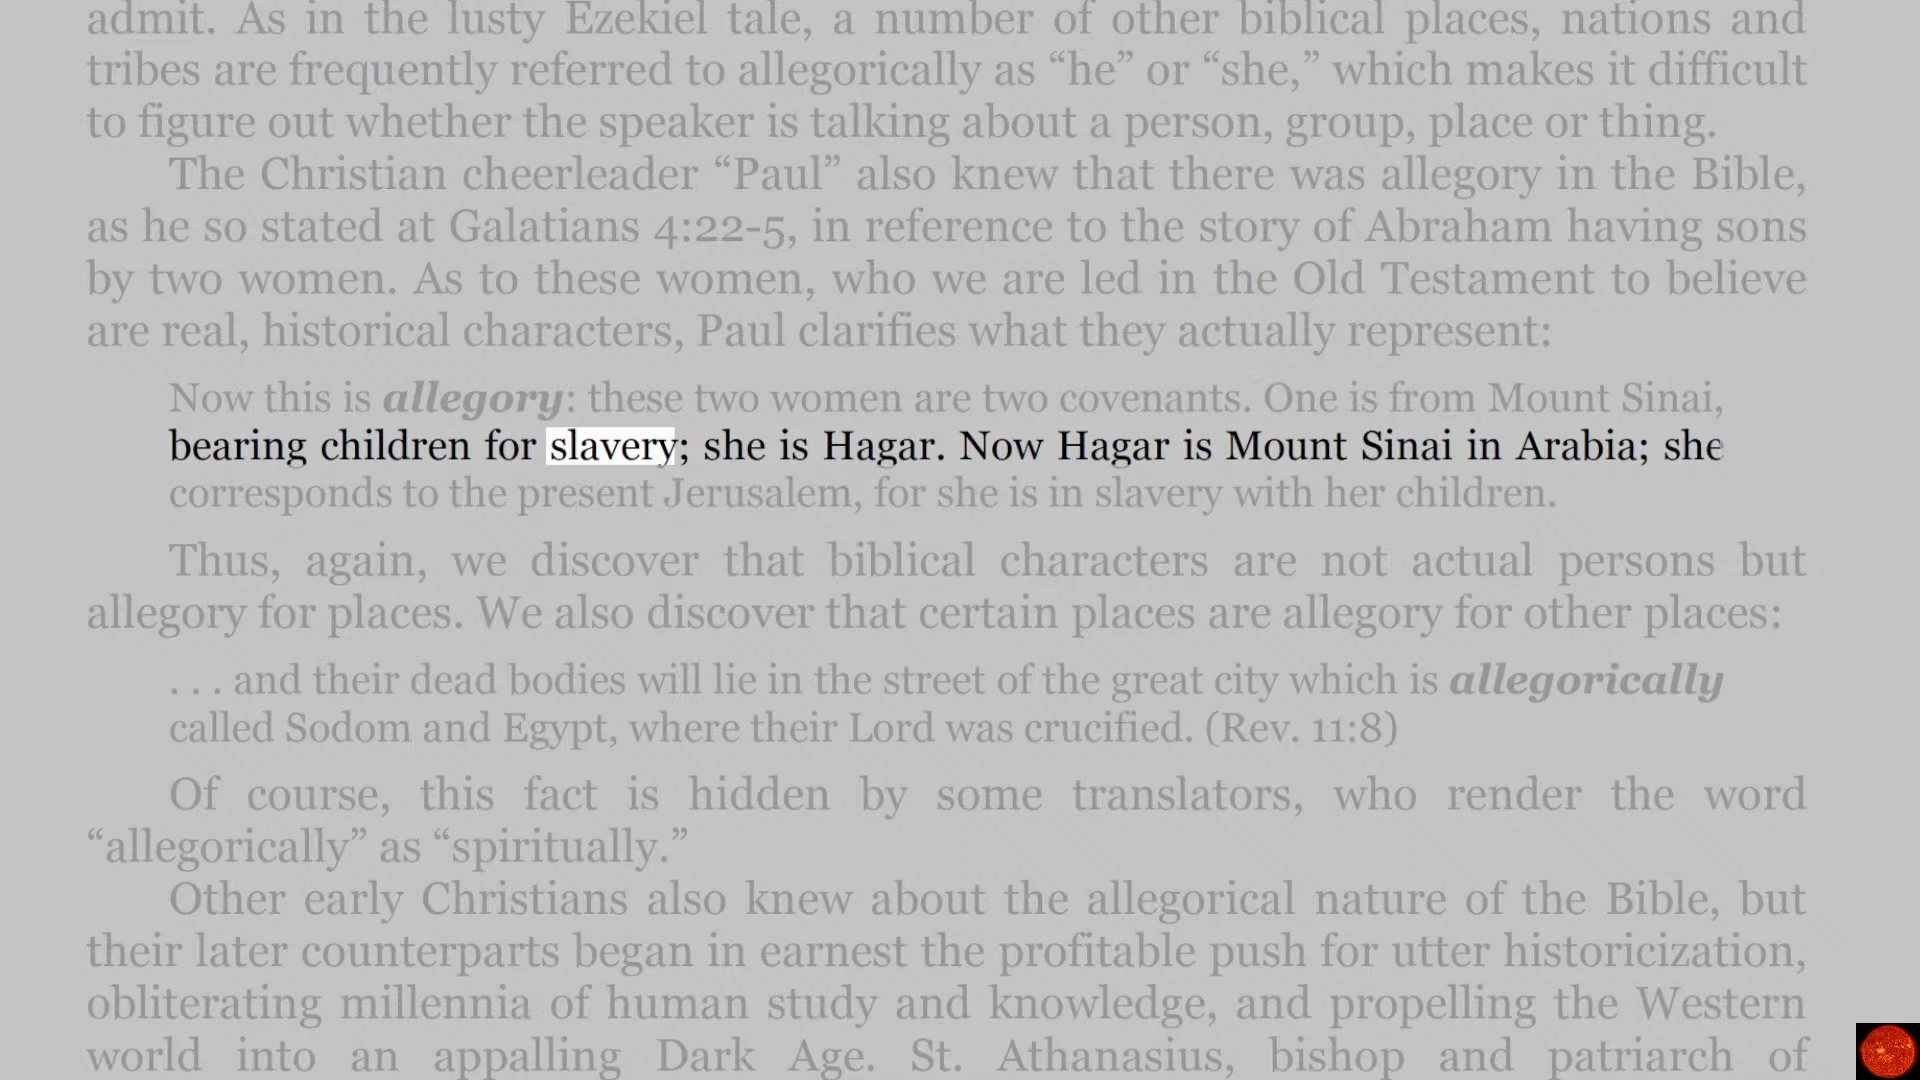 admit. As in the lusty Ezekiel tale, a number of other biblical places, nations and
tribes are frequently referred to allegorically as “he” or “she,” which makes it difficult
to figure out whether the speaker is talking about a person, group, place or thing.
The Christian cheerleader “Paul” also knew that there was allegory in the Bible,
as he so stated at Galatians 4:22-5, in reference to the story of Abraham having sons
by two women. As to these women, who we are led in the Old Testament to believe
are real, historical characters, Paul clarifies what they actually represent:
Now this is allegory: these two women are two covenants. One is from Mount Sinai,
bearing children for slavery; she is Hagar. Now Hagar is Mount Sinai in Arabia; she
corresponds to the present Jerusalem, for she is in slavery with her children.
Thus, again, we discover that biblical characters are not actual persons but
allegory for places. We also discover that certain places are allegory for other places:
. . . and their dead bodies will lie in the street of the great city which is allegorically
called Sodom and Egypt, where their Lord was crucified. (Rev. 11:8)
Of course, this fact is hidden by some translators, who render the word
“allegorically” as “spiritually.”
Other early Christians also knew about the allegorical nature of the Bible, but
their later counterparts began in earnest the profitable push for utter historicization,
obliterating millennia of human study and knowledge, and propelling the Western
world into an appalling Dark Age. St. Athanasius, bishop and patriarch of